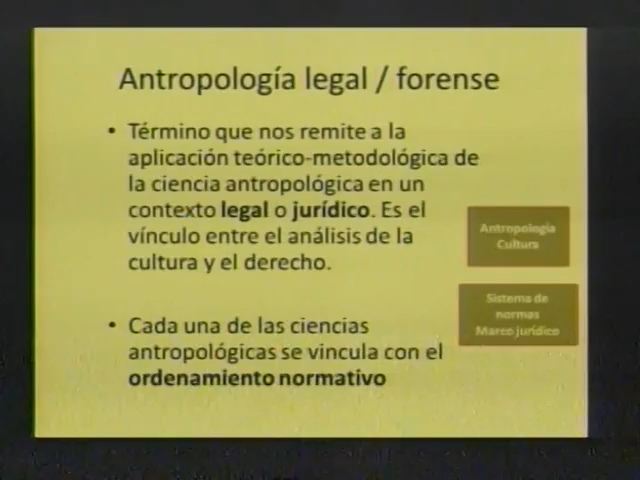 Antropología legal / forense
• Término que nos remite a la
aplicación teórico-metodológica de
la ciencia antropológica en un
contexto legal o jurídico. Es el
vínculo entre el análisis de la
cultura y el derecho.
• Cada una de las ciencias
antropológicas se vincula con el
ordenamiento normativo
Antropología
Cultura
Sistema de
normas
Marco jurídico